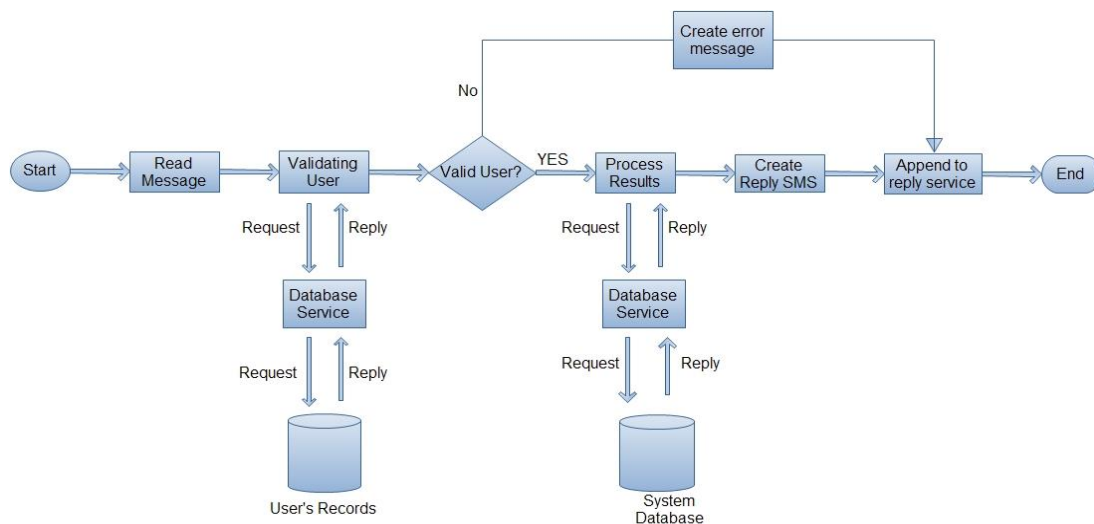 Create error
message
No
Start
Read
Message
Validating
User
Valid User?
YES
Process
Results
Create
Reply SMS
Append to
reply service
End
Request
Reply
Request
Reply
Database
Service
Database
Service
Request
Reply
Request
Reply
User's Records
System
Database